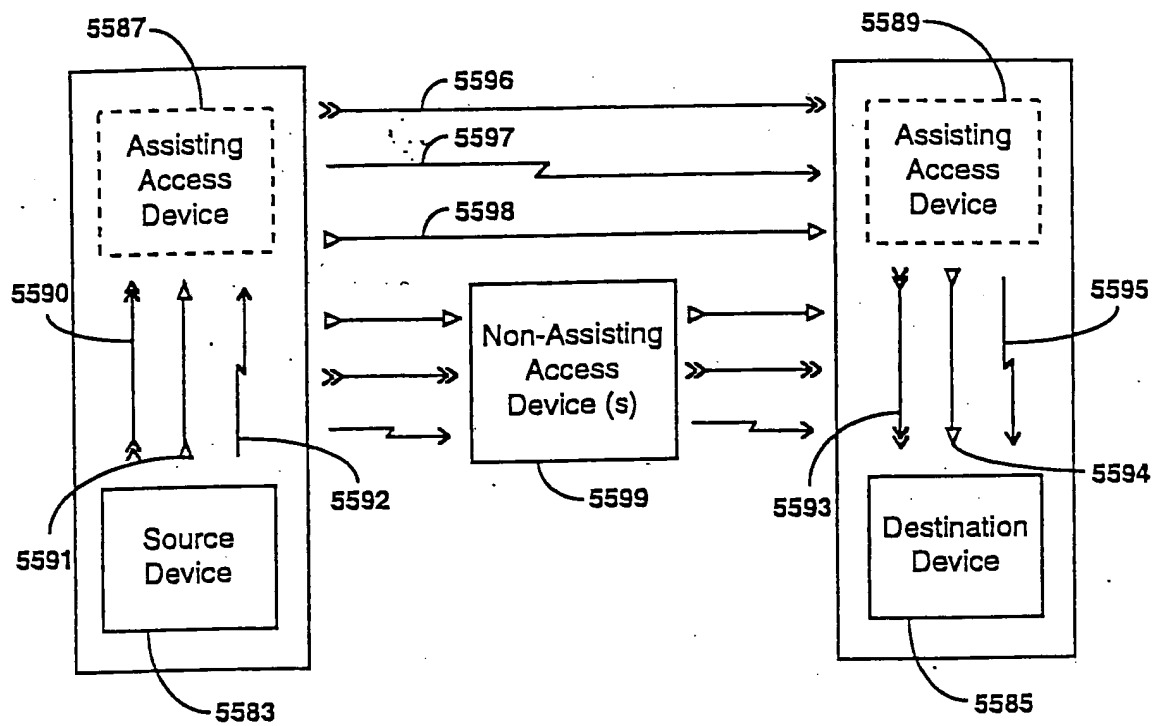 5587
5589
5596
Assisting
Access
Device
5597
Assisting
Access
Device
5598
5590
5595
Non-Assisting
Access
Device (s)
5591
5592
5599
5593
5594
Source
Device
Destination
Device
5583
5585